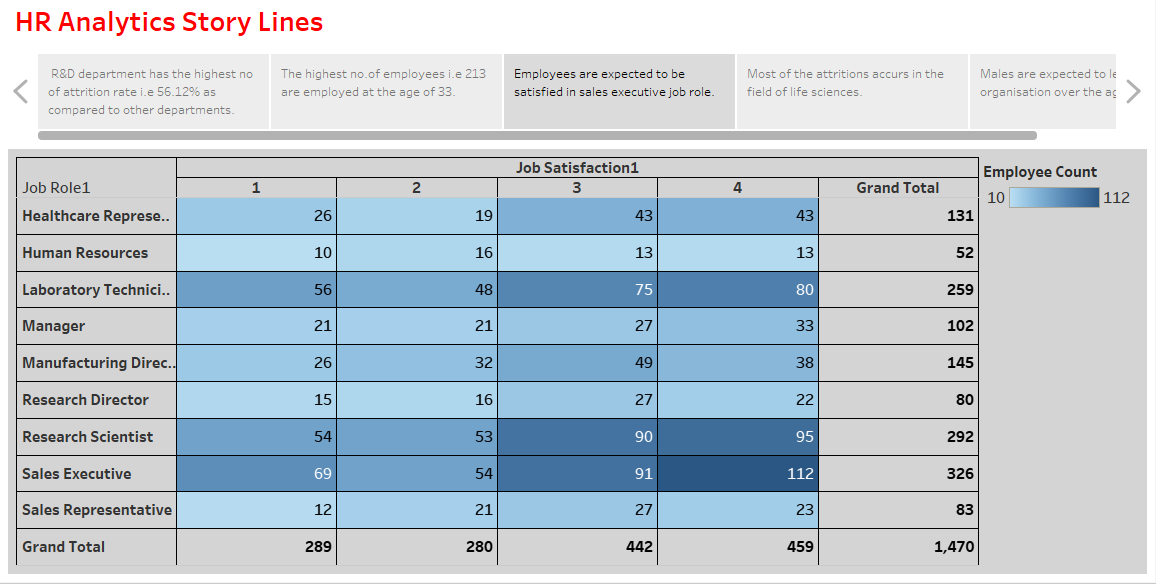 HR Analytics Story Lines
R&D department has the highest no
of attrition rate i.e 56.12% as
compared to other departments.
The highest no.of employees i.e 213
are employed at the age of 33.
Employees are expected to be
satisfied in sales executive job role.
Most of the attritions accurs in the
field of life sciences.
Males are expected to le
organisation over the ag
Job Satisfaction1
Job Role1 1 2 3 4 Grand Total
Healthcare Represe.. 26 19 43 43 131
Human Resources 10 16 13 13 52
Laboratory Technici.. 56 48 75 80 259
Manager 21 21 27 33 102
Manufacturing Direc.. 26 32 49 38 145
Research Director 15 16 27 22 80
Research Scientist 54 53 90 95 292
Sales Executive 69 54 91 112 326
Sales Representative 12 21 27 23 83
Grand Total 289 280 442 459 1,470
Employee Count
10 112